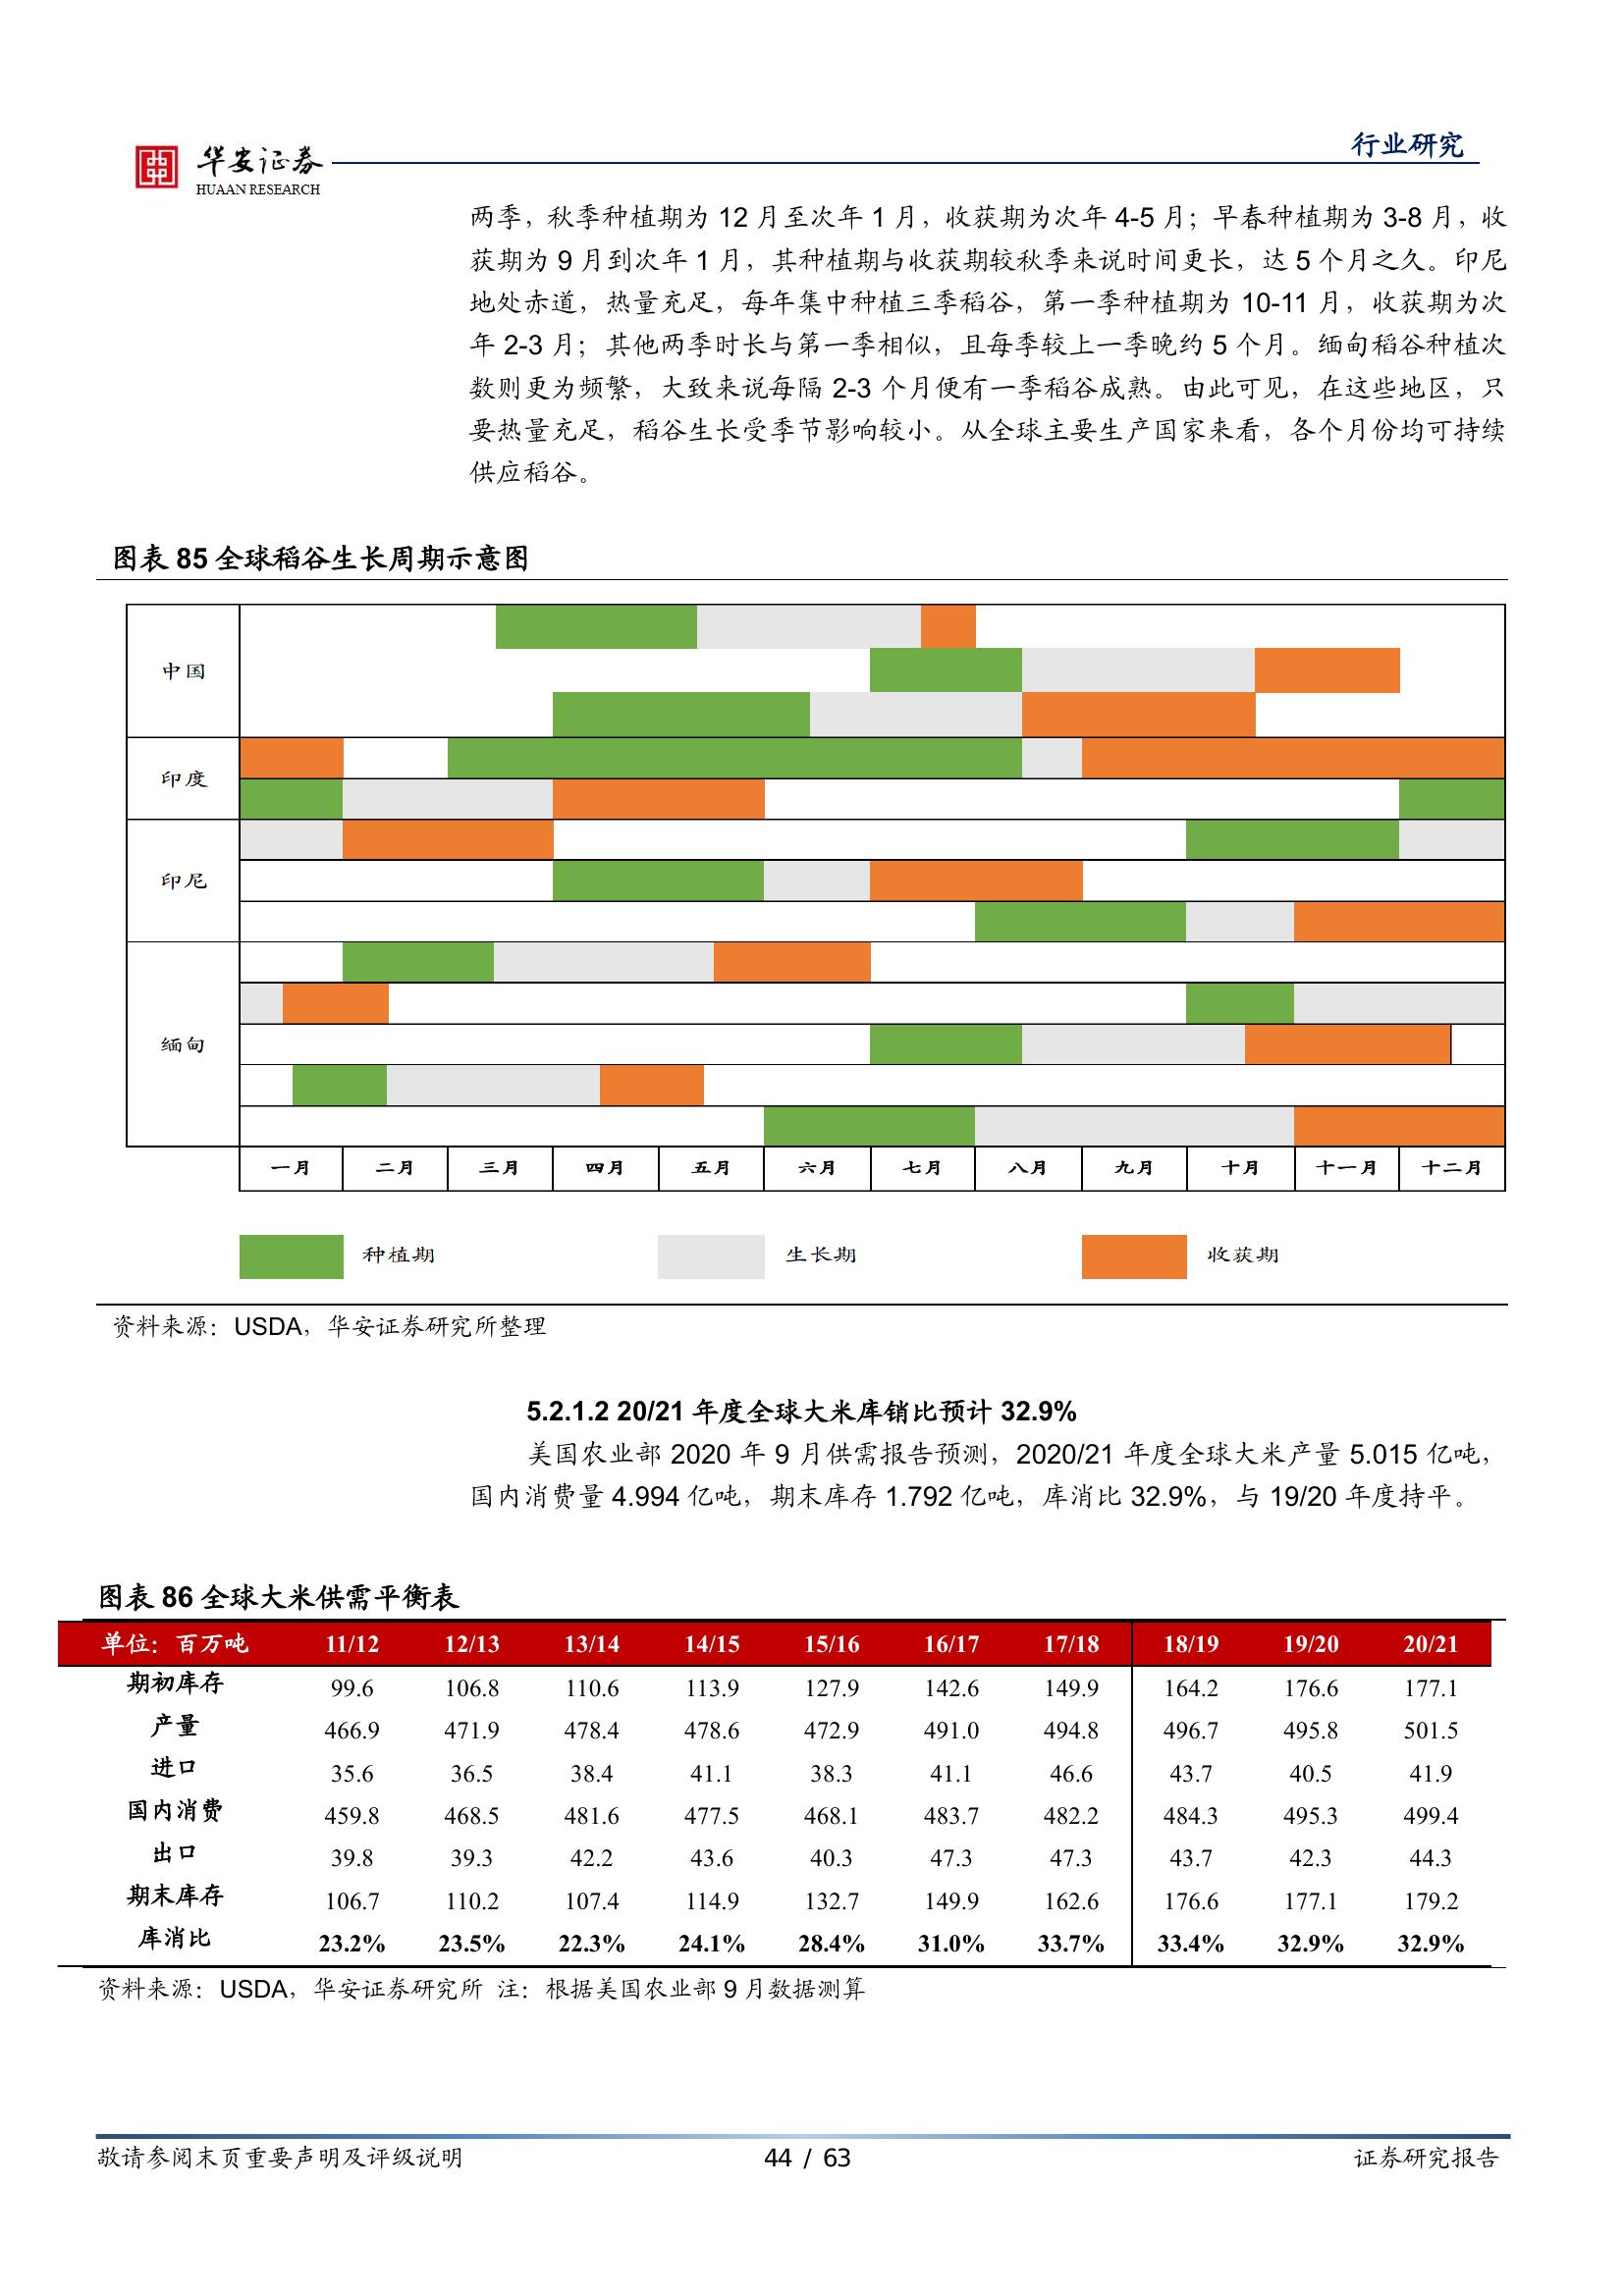 华安证券
HUAAN RESEARCH
行业研究
两季，秋季种植期为 12 月至次年 1 月，收获期为次年 4-5 月；早春种植期为 3-8 月，收
获期为 9 月到次年 1 月，其种植期与收获期较秋季来说时间更长，达 5 个月之久。印尼
地处赤道，热量充足，每年集中种植三季稻谷，第一季种植期为 10-11 月，收获期为次
年 2-3 月；其他两季时长与第一季相似，且每季较上一季晚约 5 个月。缅甸稻谷种植次
数则更为频繁，大致来说每隔 2-3 个月便有一季稻谷成熟。由此可见，在这些地区，只
要热量充足，稻谷生长受季节影响较小。从全球主要生产国家来看，各个月份均可持续
供应稻谷。
图表 85 全球稻谷生长周期示意图
中国
印度
印尼
缅甸
一月 二月 三月 四月 五月 六月 七月 八月 九月 十月 十一月 十二月
种植期 生长期 收获期
资料来源：USDA，华安证券研究所整理
5.2.1.2 20/21 年度全球大米库销比预计 32.9%
美国农业部 2020 年 9 月供需报告预测，2020/21 年度全球大米产量 5.015 亿吨，
国内消费量 4.994 亿吨，期末库存 1.792 亿吨，库消比 32.9%，与 19/20 年度持平。
图表 86 全球大米供需平衡表
单位：百万吨 11/12 12/13 13/14 14/15 15/16 16/17 17/18 18/19 19/20 20/21
期初库存 99.6 106.8 110.6 113.9 127.9 142.6 149.9 164.2 176.6 177.1
产量 466.9 471.9 478.4 478.6 472.9 491.0 494.8 496.7 495.8 501.5
进口 35.6 36.5 38.4 41.1 38.3 41.1 46.6 43.7 40.5 41.9
国内消费 459.8 468.5 481.6 477.5 468.1 483.7 482.2 484.3 495.3 499.4
出口 39.8 39.3 42.2 43.6 40.3 47.3 47.3 43.7 42.3 44.3
期末库存 106.7 110.2 107.4 114.9 132.7 149.9 162.6 176.6 177.1 179.2
库消比 23.2% 23.5% 22.3% 24.1% 28.4% 31.0% 33.7% 33.4% 32.9% 32.9%
资料来源：USDA，华安证券研究所 注：根据美国农业部 9 月数据测算
敬请参阅末页重要声明及评级说明 44 / 63 证券研究报告